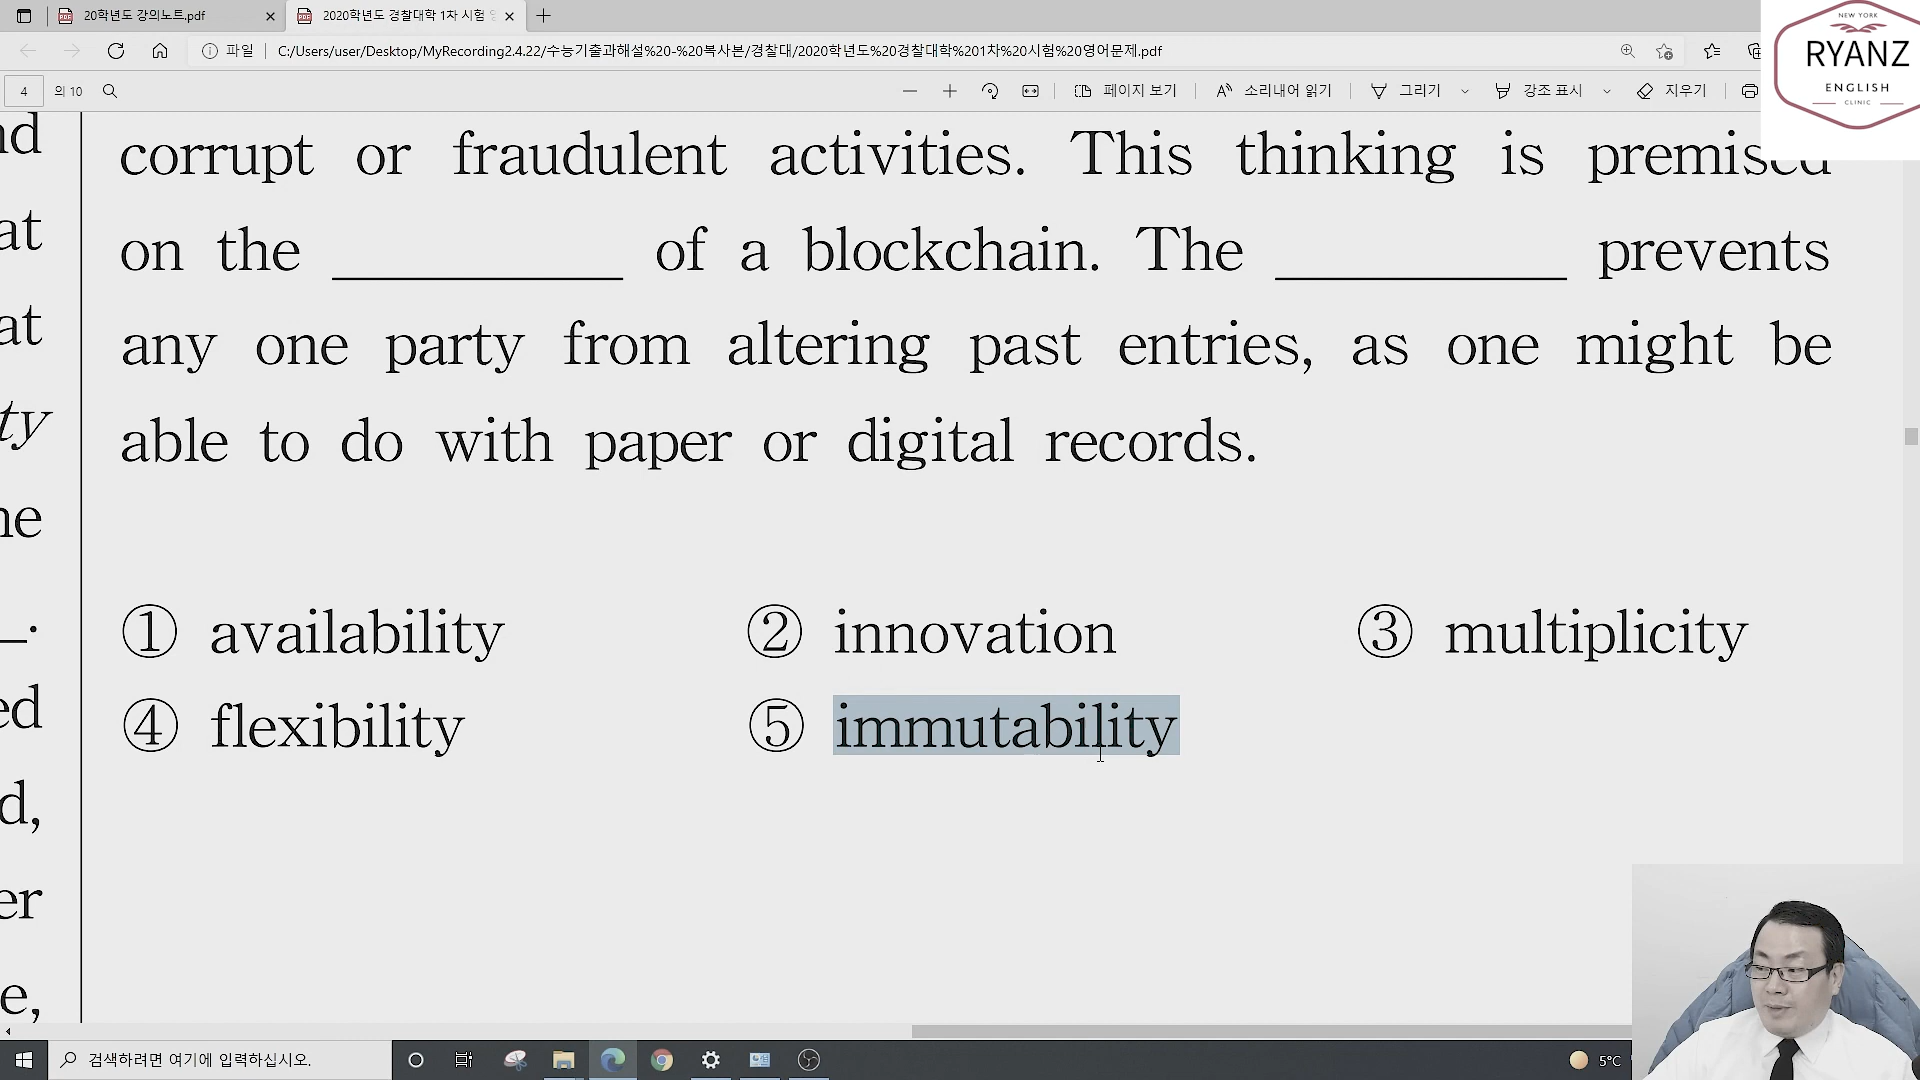 20학년도 강의노트.pdf
2020학년도 경찰대학 1차 시험
파일
C:/Users/user/Desktop/MyRecording2.4.22/수능기출과해설%20-%20복사본/경찰대/2020학년도%20경찰대학%201차%20시험%20영어문제.pdf
4 의 10
페이지 보기
소리내어 읽기
그리기
강조 표시
지우기
NEW YORK
RYANZ
ENGLISH
CLINIC
nd
at
at
ty
ne
ed
d,
er
e,
corrupt or fraudulent activities. This thinking is premised
on the __________ of a blockchain. The __________ prevents
any one party from altering past entries, as one might be
able to do with paper or digital records.
① availability ② innovation ③ multiplicity
④ flexibility ⑤ immutability
검색하려면 여기에 입력하십시오.
5°C